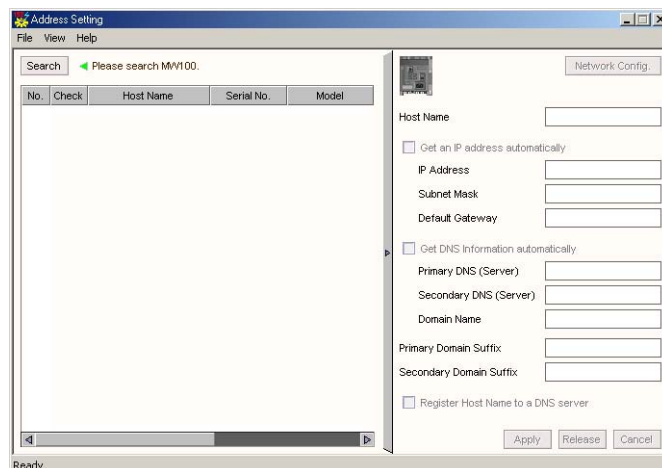 Address Setting
File View Help
Search Please search MW100.
No. Check Host Name Serial No. Model
Network Config.
Host Name
Get an IP address automatically
IP Address
Subnet Mask
Default Gateway
Get DNS Information automatically
Primary DNS (Server)
Secondary DNS (Server)
Domain Name
Primary Domain Suffix
Secondary Domain Suffix
Register Host Name to a DNS server
Apply Release Cancel
Ready